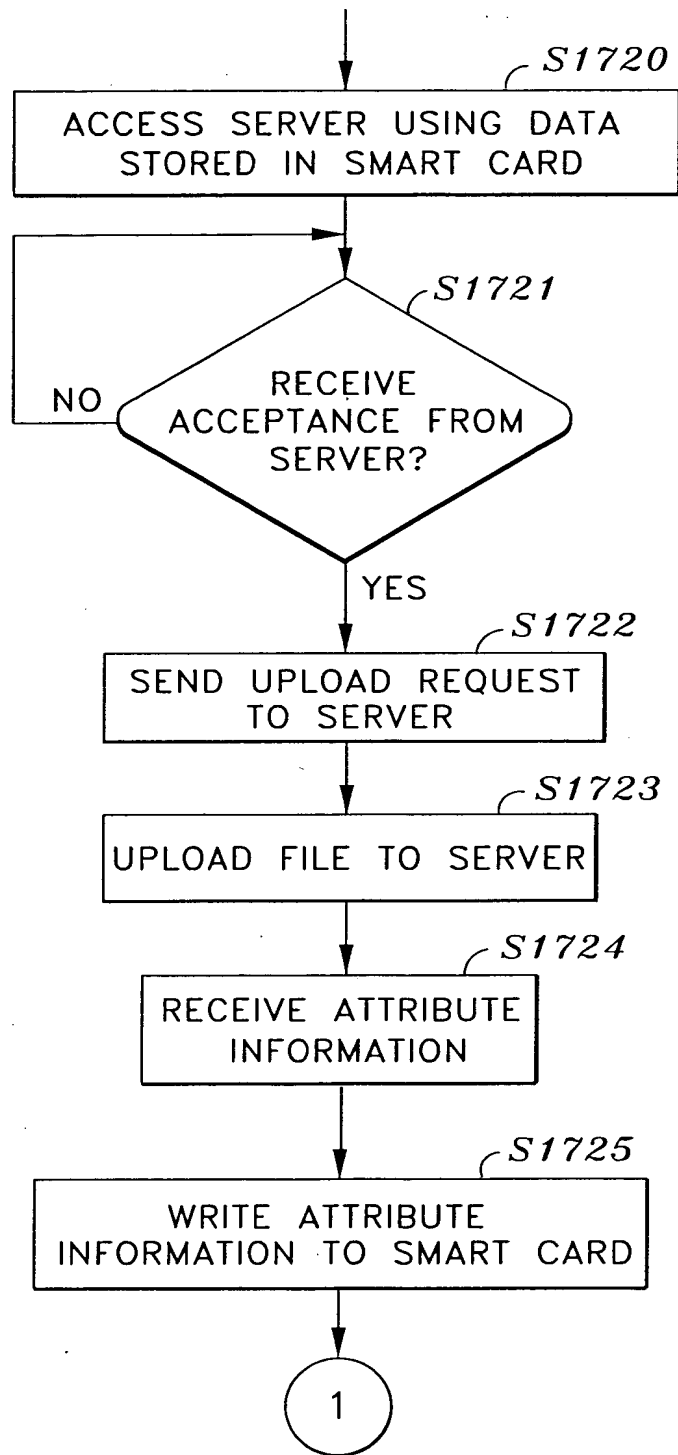 S1720
ACCESS SERVER USING DATA
STORED IN SMART CARD
S1721
RECEIVE
ACCEPTANCE FROM
SERVER?
NO
YES
S1722
SEND UPLOAD REQUEST
TO SERVER
S1723
UPLOAD FILE TO SERVER
S1724
RECEIVE ATTRIBUTE
INFORMATION
S1725
WRITE ATTRIBUTE
INFORMATION TO SMART CARD
1